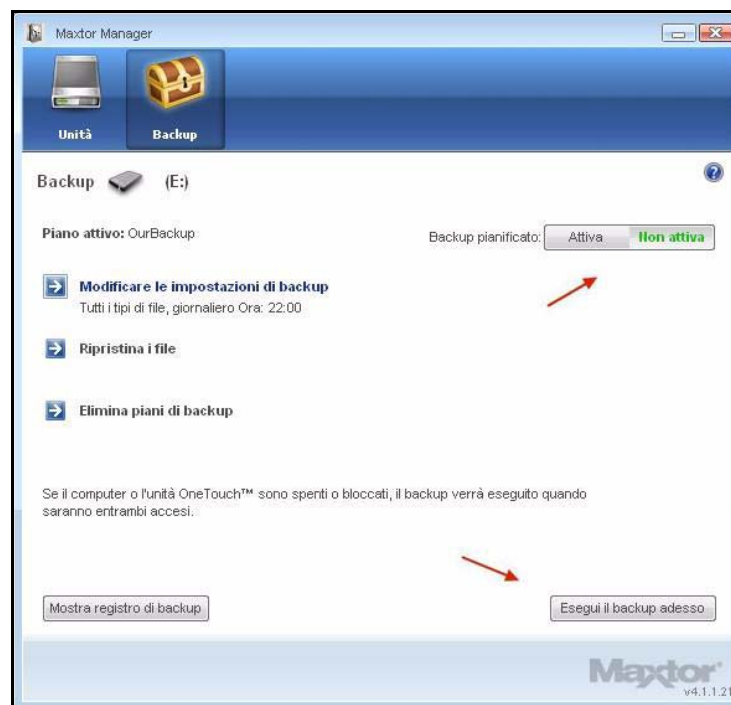 Maxtor Manager
Unità
Backup
Backup (E:)
Piano attivo: OurBackup
Backup pianificato: Attiva Non attiva
Modificare le impostazioni di backup
Tutti i tipi di file, giornaliero Ora: 22:00
Ripristina i file
Elimina piani di backup
Se il computer o l'unità OneTouch™ sono spenti o bloccati, il backup verrà eseguito quando
saranno entrambi accesi.
Mostra registro di backup
Esegui il backup adesso
Maxtor
v4.1.1.21